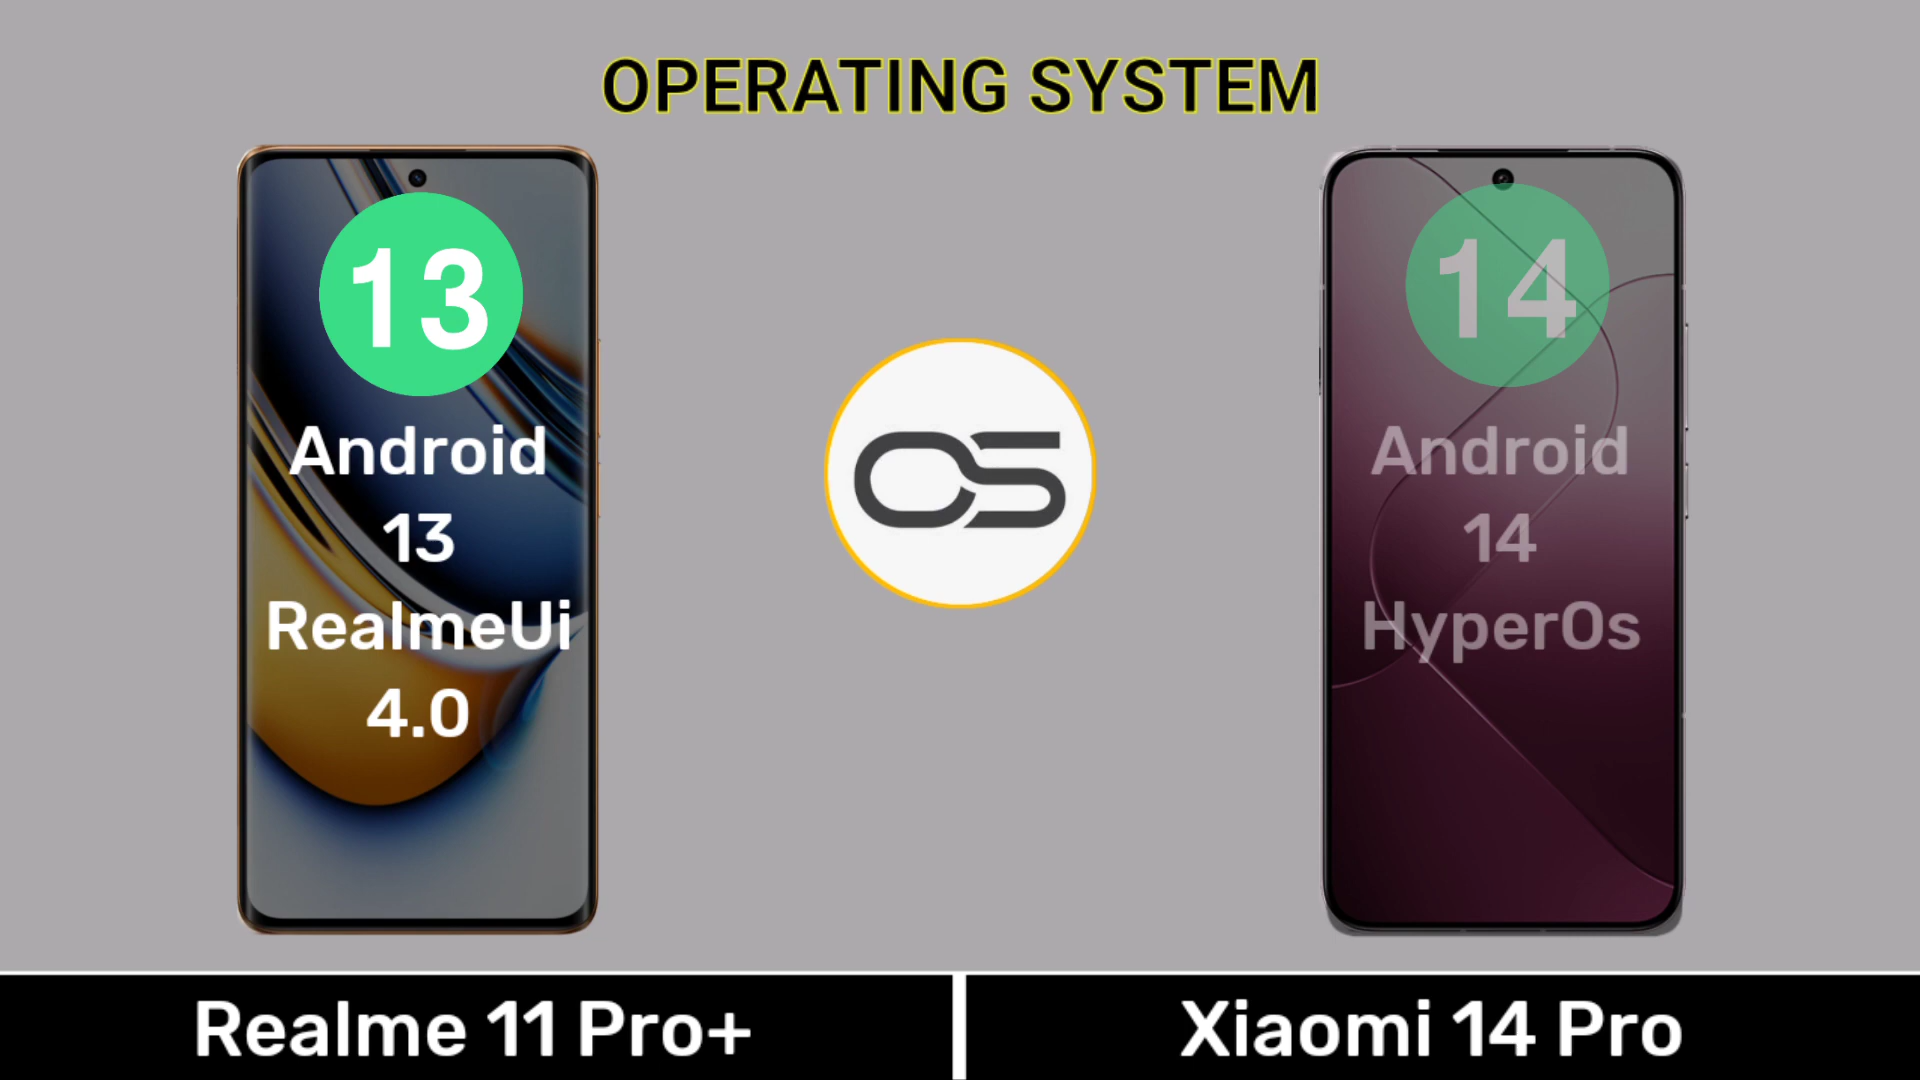 OPERATING SYSTEM
13
Android
13
RealmeUi
4.0
OS
14
Android
14
HyperOs
Realme 11 Pro+
Xiaomi 14 Pro